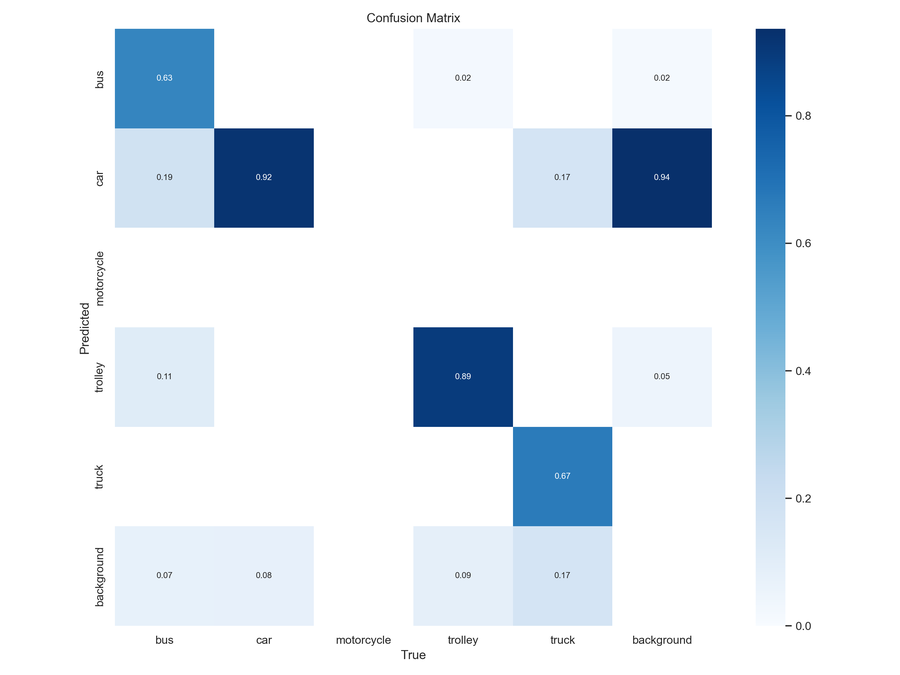 Confusion Matrix
bus 0.63 0.02 0.02
0.8
car 0.19 0.92 0.17 0.94
0.6
motorcycle
Predicted
trolley 0.11 0.89 0.05
0.4
truck 0.67
0.2
background 0.07 0.08 0.09 0.17
0.0
bus car motorcycle trolley truck background
True